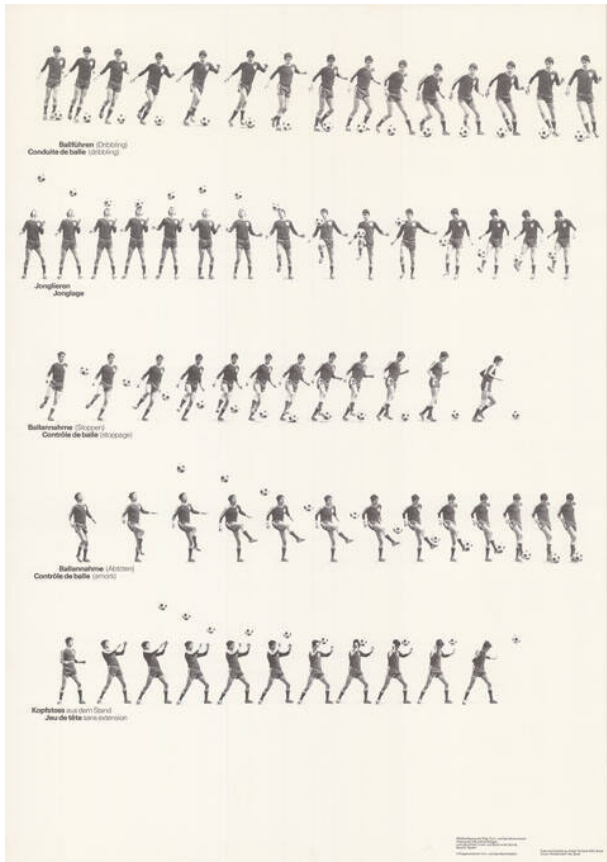 Ballführen (Dribbling)
Conduite de balle (dribbling)
Jonglieren
Jonglage
Ballannahme (Stoppen)
Contrôle de balle (stoppage)
Ballannahme (Abtöten)
Contrôle de balle (amorti)
Kopfstoss aus dem Stand
Jeu de tête sans extension